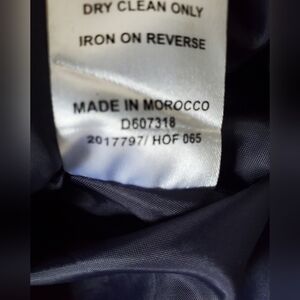 DRY CLEAN ONLY
IRON ON REVERSE
MADE IN MOROCCO
D607318
2017797/ HOF 065